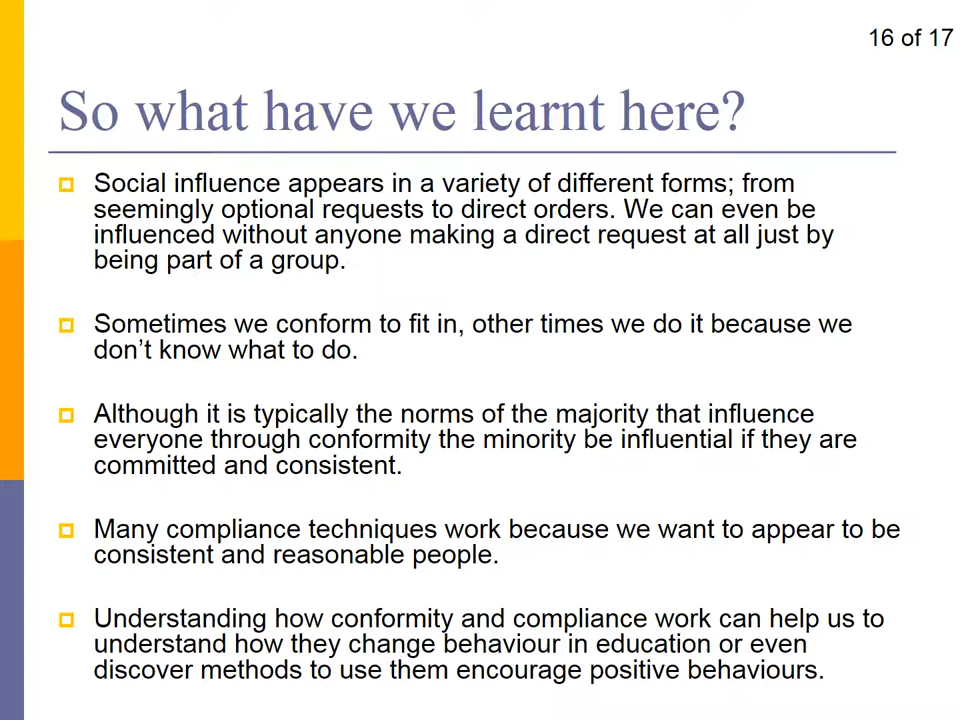 16 of 17
So what have we learnt here?
Social influence appears in a variety of different forms; from
seemingly optional requests to direct orders. We can even be
influenced without anyone making a direct request at all just by
being part of a group.
Sometimes we conform to fit in, other times we do it because we
don’t know what to do.
Although it is typically the norms of the majority that influence
everyone through conformity the minority be influential if they are
committed and consistent.
Many compliance techniques work because we want to appear to be
consistent and reasonable people.
Understanding how conformity and compliance work can help us to
understand how they change behaviour in education or even
discover methods to use them encourage positive behaviours.